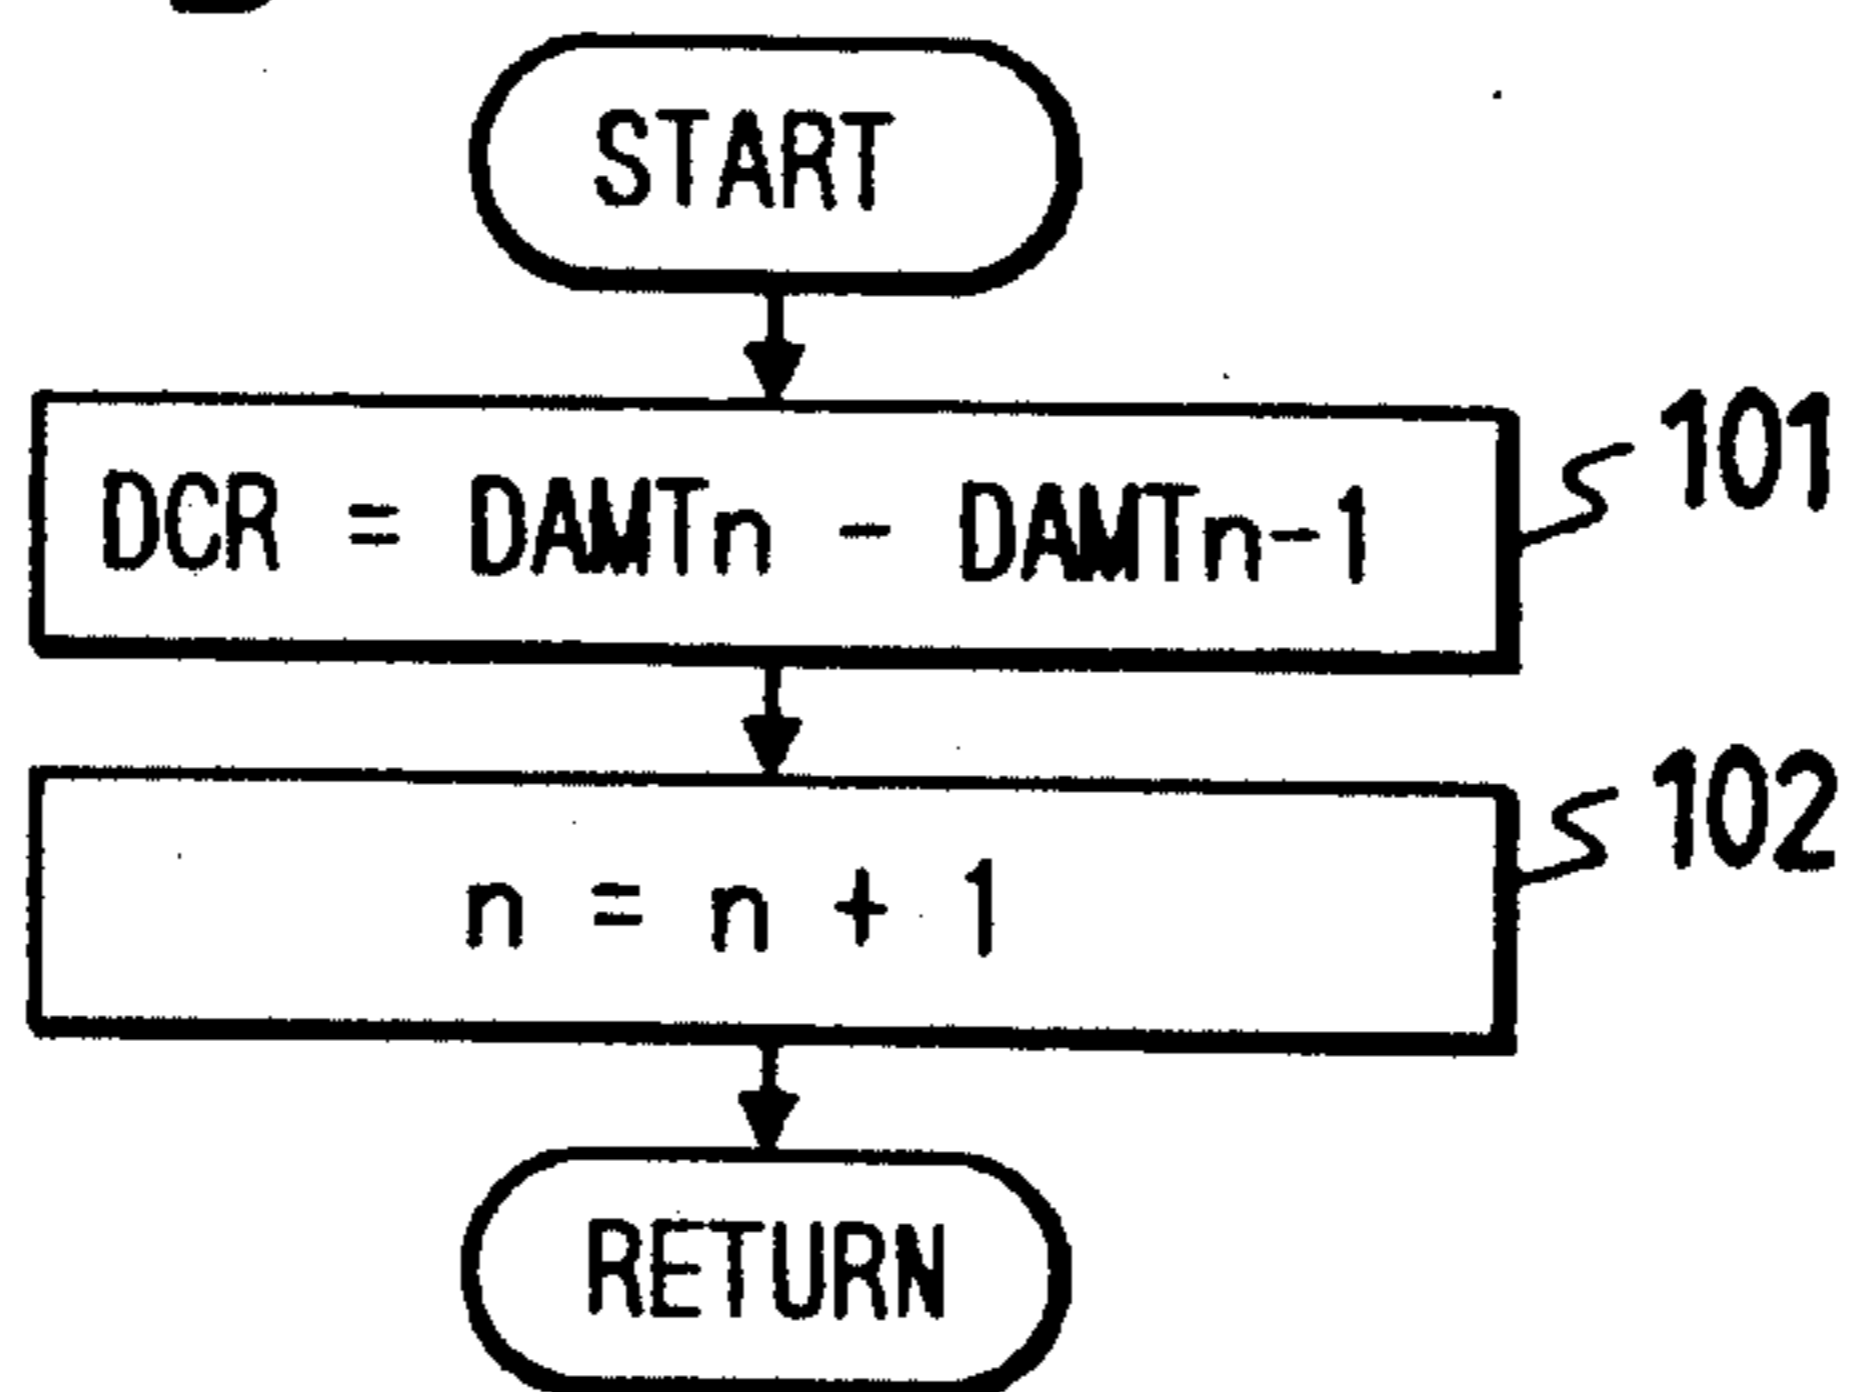 START
DCR = DAMTn - DAMTn-1
101
n = n + 1
102
RETURN